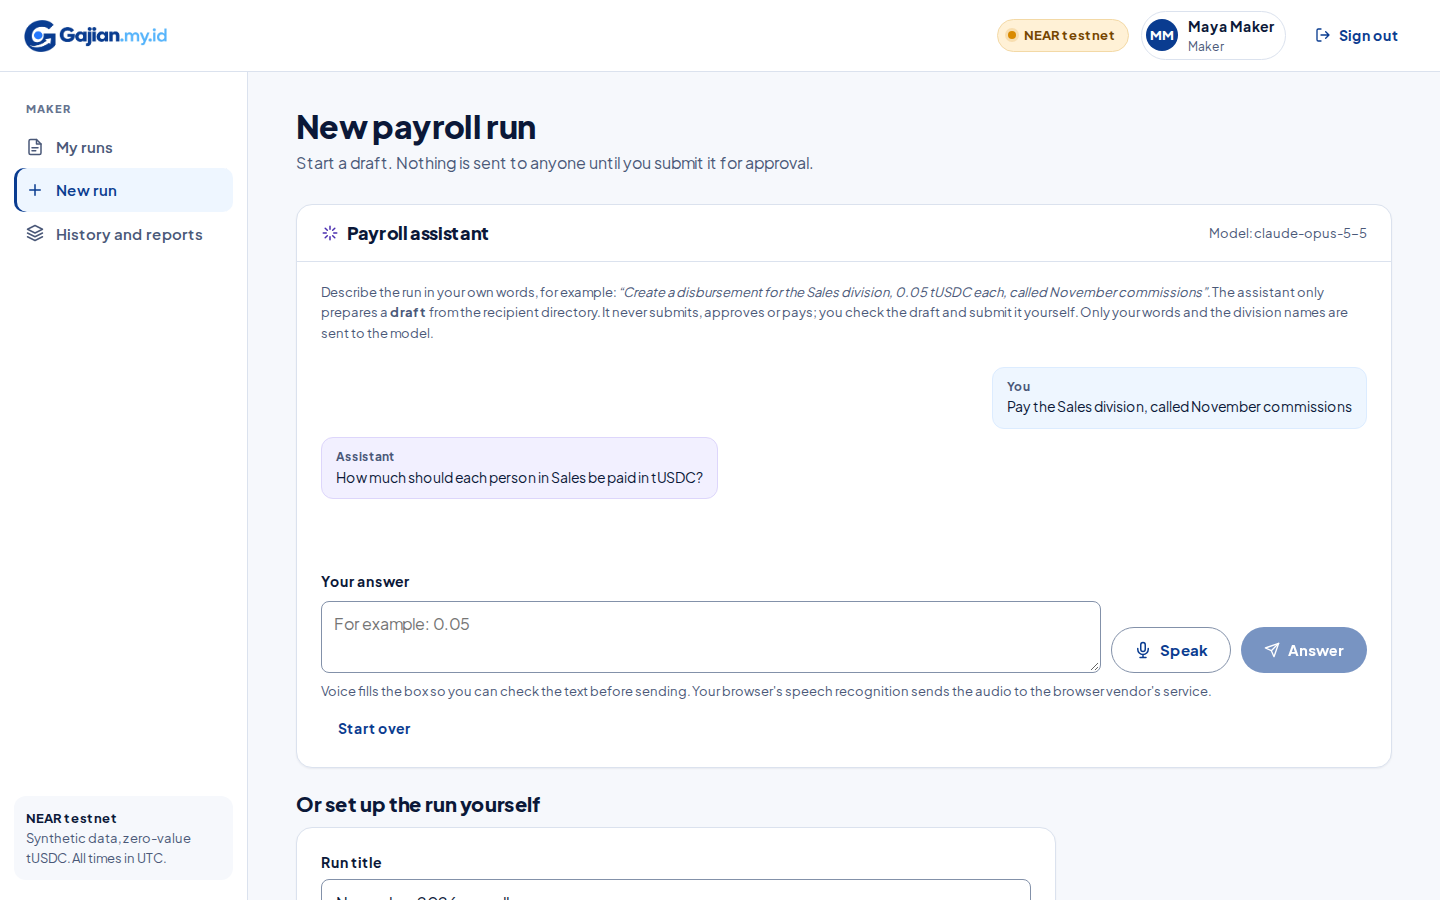 Gajian.my.id
NEAR testnet
MM
Maya Maker
Maker
Sign out
MAKER
My runs
New run
History and reports
NEAR testnet
Synthetic data, zero-value
tUSDC. All times in UTC.
New payroll run
Start a draft. Nothing is sent to anyone until you submit it for approval.
Payroll assistant
Model: claude-opus-5-5
Describe the run in your own words, for example: “Create a disbursement for the Sales division, 0.05 tUSDC each, called November commissions”. The assistant only
prepares a draft from the recipient directory. It never submits, approves or pays; you check the draft and submit it yourself. Only your words and the division names are
sent to the model.
You
Pay the Sales division, called November commissions
Assistant
How much should each person in Sales be paid in tUSDC?
Your answer
For example: 0.05
Speak
Answer
Voice fills the box so you can check the text before sending. Your browser's speech recognition sends the audio to the browser vendor's service.
Start over
Or set up the run yourself
Run title